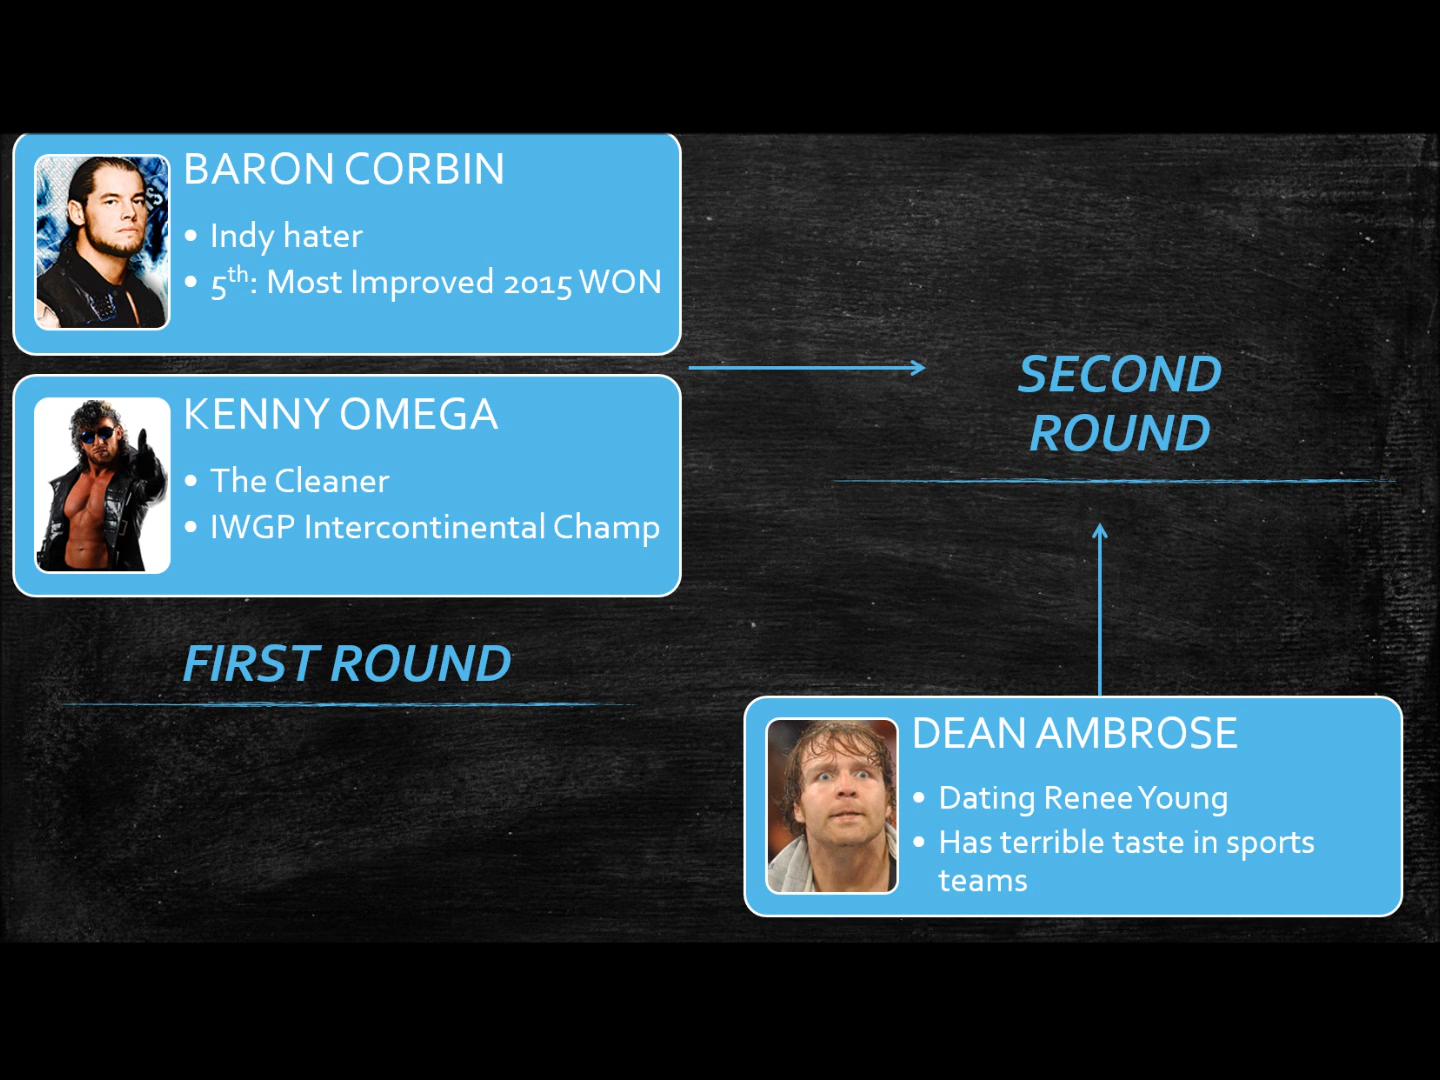 BARON CORBIN
• Indy hater
• 5th: Most Improved 2015 WON
KENNY OMEGA
• The Cleaner
• IWGP Intercontinental Champ
FIRST ROUND
SECOND
ROUND
DEAN AMBROSE
• Dating Renee Young
• Has terrible taste in sports
teams